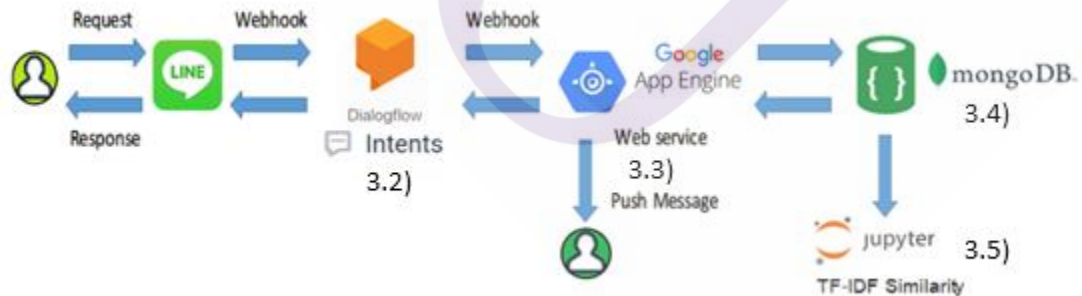 Request
Webhook
Webhook
LINE
Google
App Engine
{ }
mongoDB.
3.4)
Response
Dialogflow
Intents
3.2)
Web service
3.3)
Push Message
jupyter
3.5)
TF-IDF Similarity